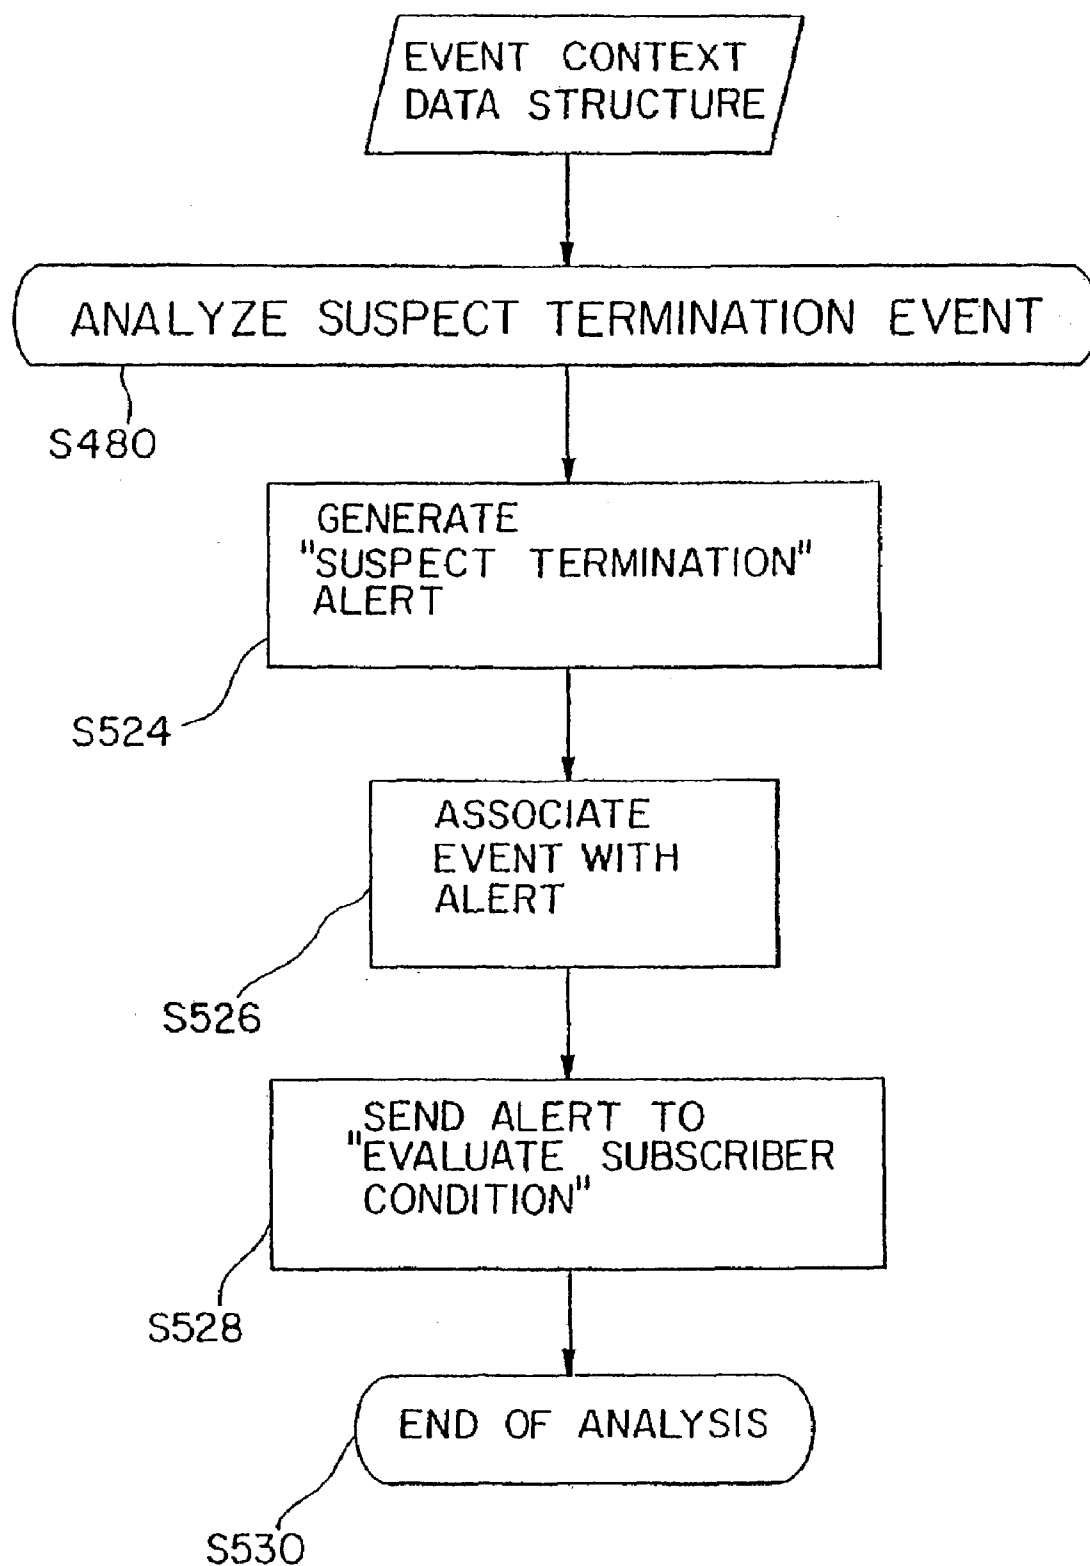 EVENT CONTEXT
DATA STRUCTURE
ANALYZE SUSPECT TERMINATION EVENT
S480
GENERATE
"SUSPECT TERMINATION"
ALERT
S524
ASSOCIATE
EVENT WITH
ALERT
S526
SEND ALERT TO
"EVALUATE SUBSCRIBER
CONDITION"
S528
END OF ANALYSIS
S530